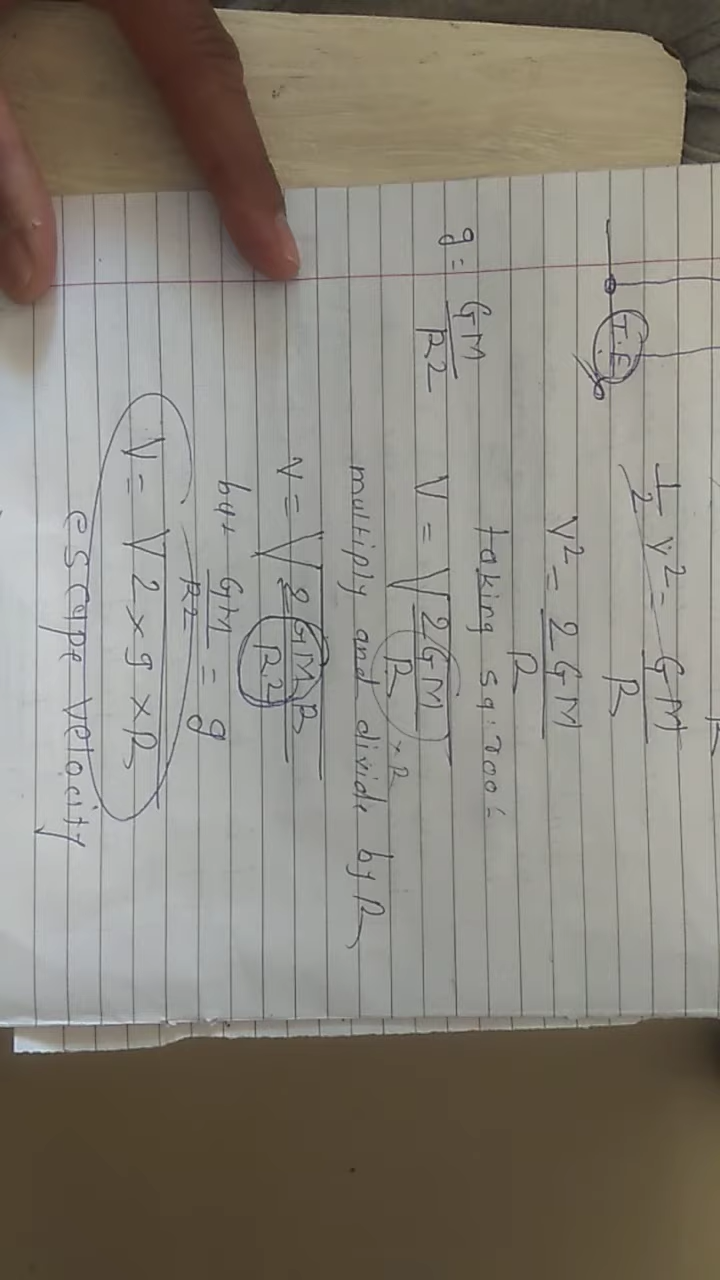 T.E
R
1/2 V² = GM/R
V² = 2GM/R
taking sq. root
g = GM/R2
V = √2GM/R × R
multiply and divide by R
V = √2GMR/R2
but GM/R2 = g
V = √2×g×R
escape velocity